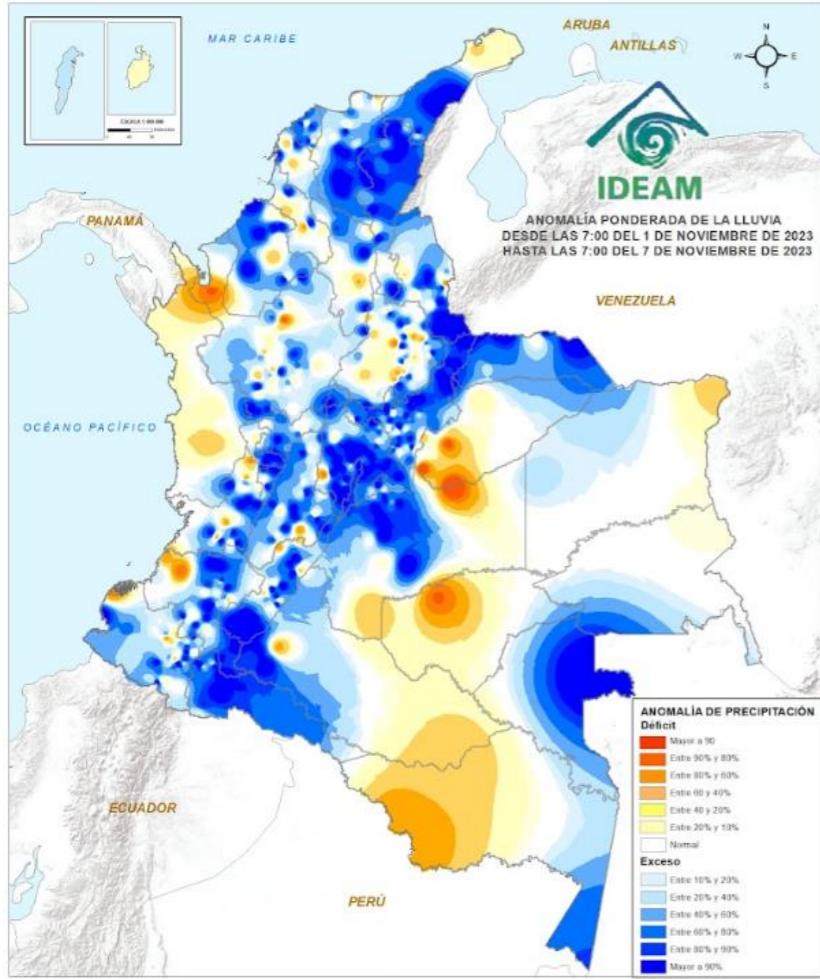 MAR CARIBE
ARUBA
ANTILLAS
N
W
E
S
IDEAM
PANAMÁ
ANOMALÍA PONDERADA DE LA LLUVIA
DESDE LAS 7:00 DEL 1 DE NOVIEMBRE DE 2023
HASTA LAS 7:00 DEL 7 DE NOVIEMBRE DE 2023
VENEZUELA
OCÉANO PACÍFICO
ECUADOR
PERÚ
ANOMALÍA DE PRECIPITACIÓN
Déficit
Mayor a 90
Entre 90% y 80%
Entre 80% y 60%
Entre 60 y 40%
Entre 40 y 20%
Entre 20% y 10%
Normal
Exceso
Entre 10% y 20%
Entre 20% y 40%
Entre 40% y 60%
Entre 60% y 80%
Entre 80% y 90%
Mayor a 90%